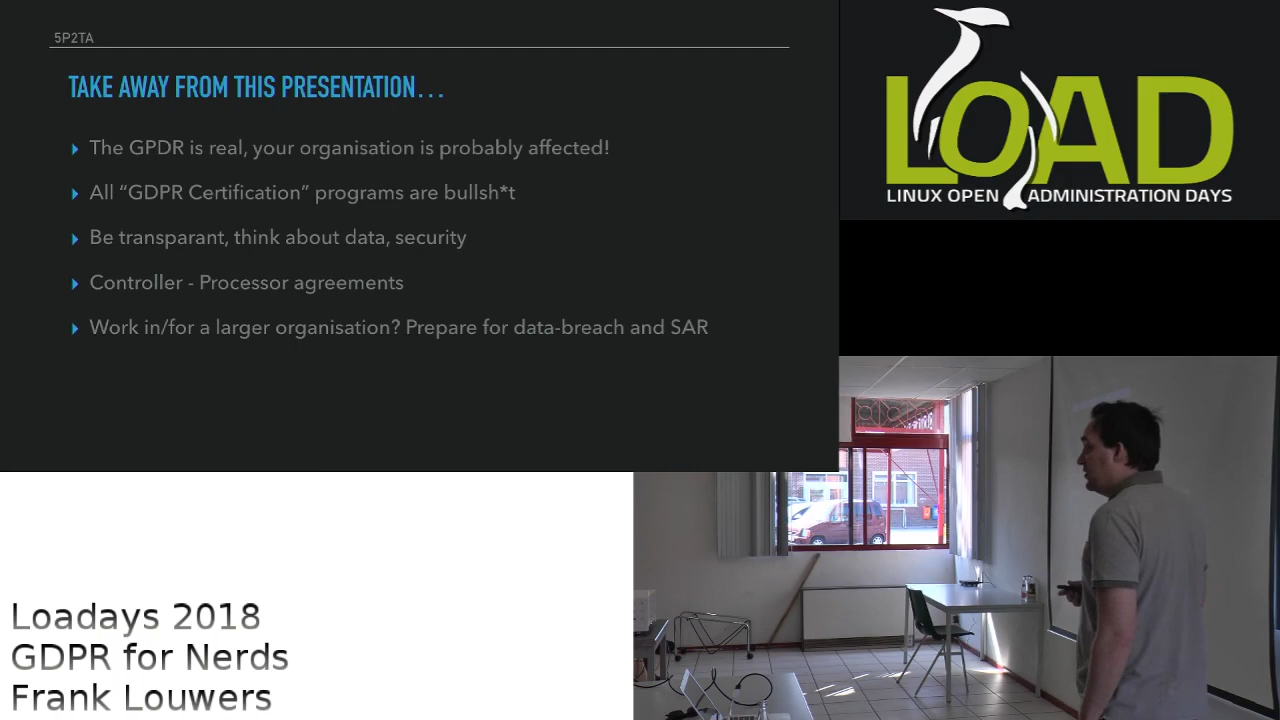 5P2TA
TAKE AWAY FROM THIS PRESENTATION...
The GPDR is real, your organisation is probably affected!
All “GDPR Certification” programs are bullsh*t
Be transparant, think about data, security
Controller - Processor agreements
Work in/for a larger organisation? Prepare for data-breach and SAR
LOAD
LINUX OPEN ADMINISTRATION DAYS
Loadays 2018
GDPR for Nerds
Frank Louwers